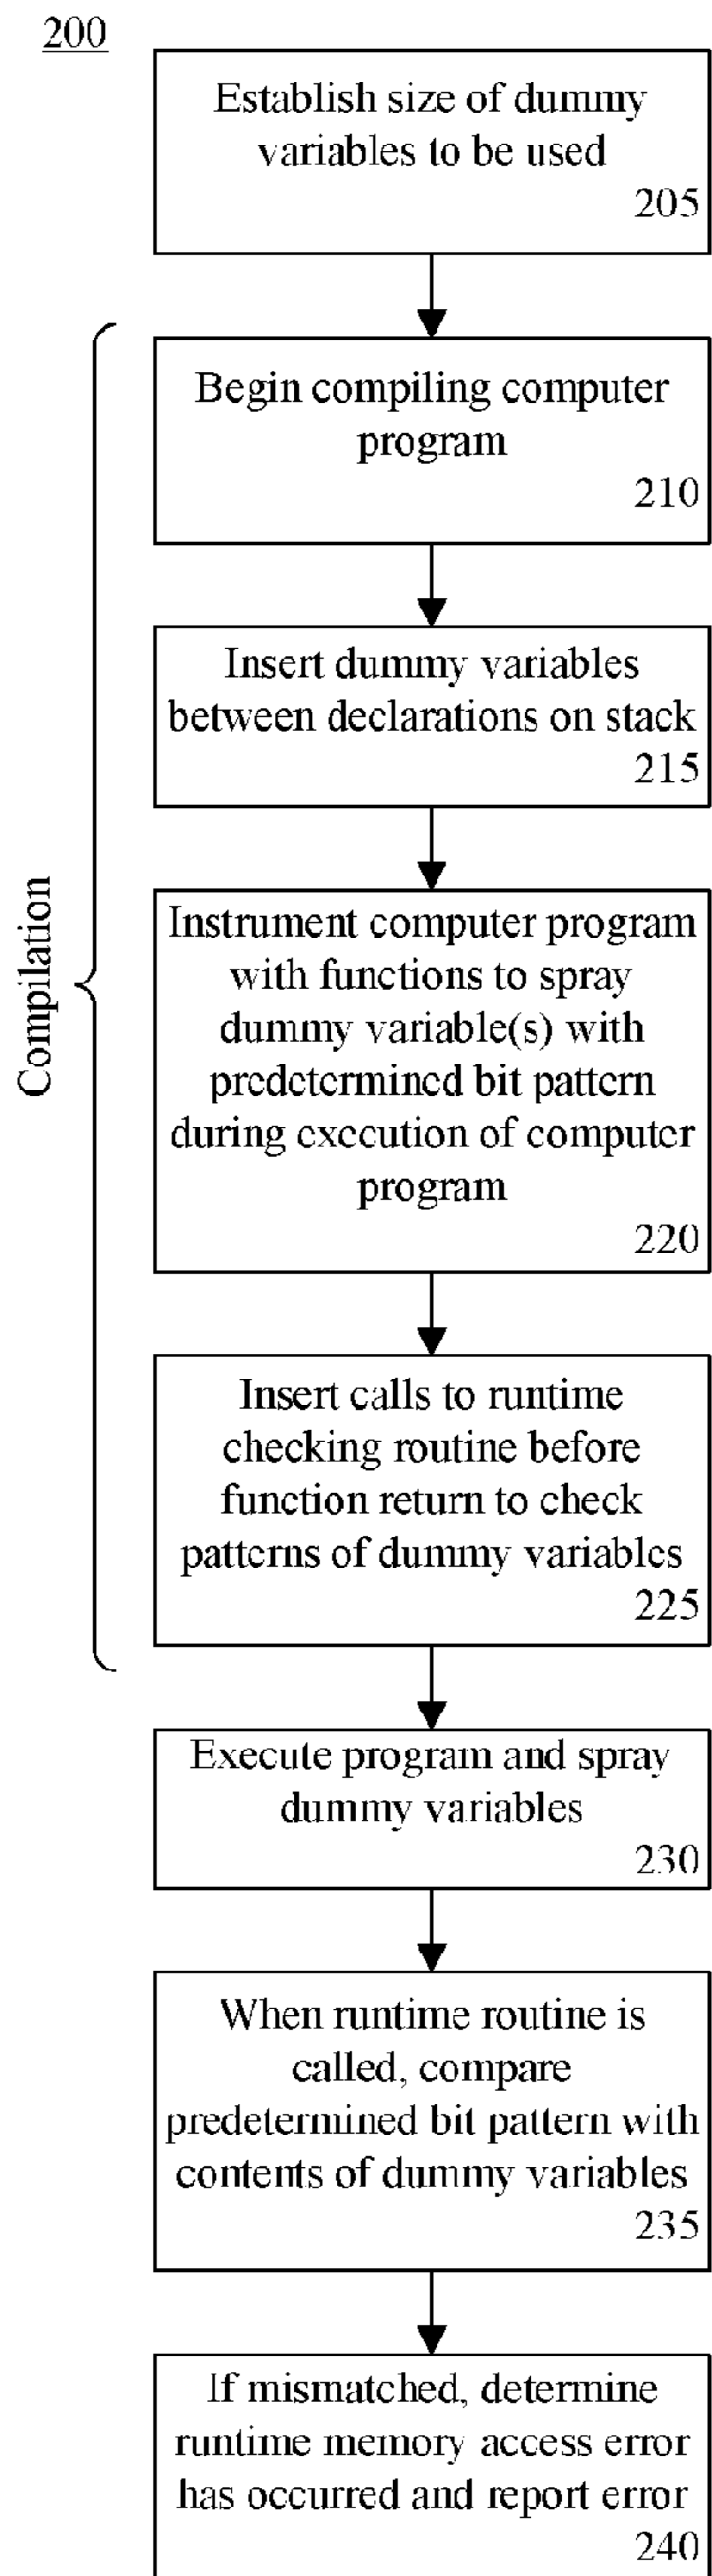 200
Establish size of dummy
variables to be used
205
Begin compiling computer
program
210
Insert dummy variables
between declarations on stack
215
Compilation
Instrument computer program
with functions to spray
dummy variable(s) with
predetermined bit pattern
during execution of computer
program
220
Insert calls to runtime
checking routine before
function return to check
patterns of dummy variables
225
Execute program and spray
dummy variables
230
When runtime routine is
called, compare
predetermined bit pattern with
contents of dummy variables
235
If mismatched, determine
runtime memory access error
has occurred and report error
240